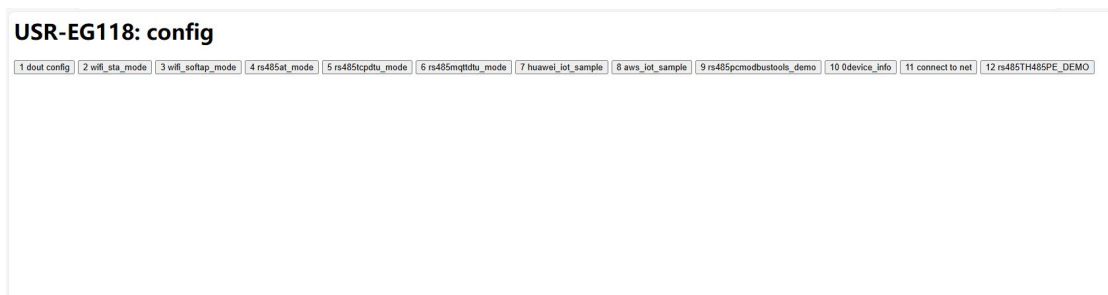 USR-EG118: config
1 dout config 2 wifi_sta_mode 3 wifi_softap_mode 4 rs485at_mode 5 rs485tcpdtu_mode 6 rs485mqttdtu_mode 7 huawei_iot_sample 8 aws_iot_sample 9 rs485pcmodbustools_demo 10 0device_info 11 connect to net 12 rs485TH485PE_DEMO